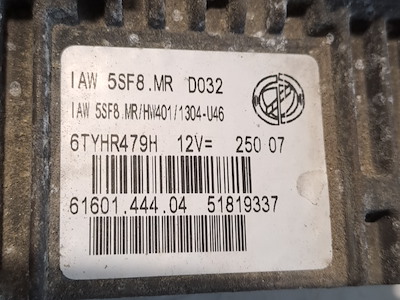 IAW 5SF8.MR D032
IAW 5SF8.MR/HW401/1304-U46
6TYHR479H 12V= 250 07
61601.444.04 51819337